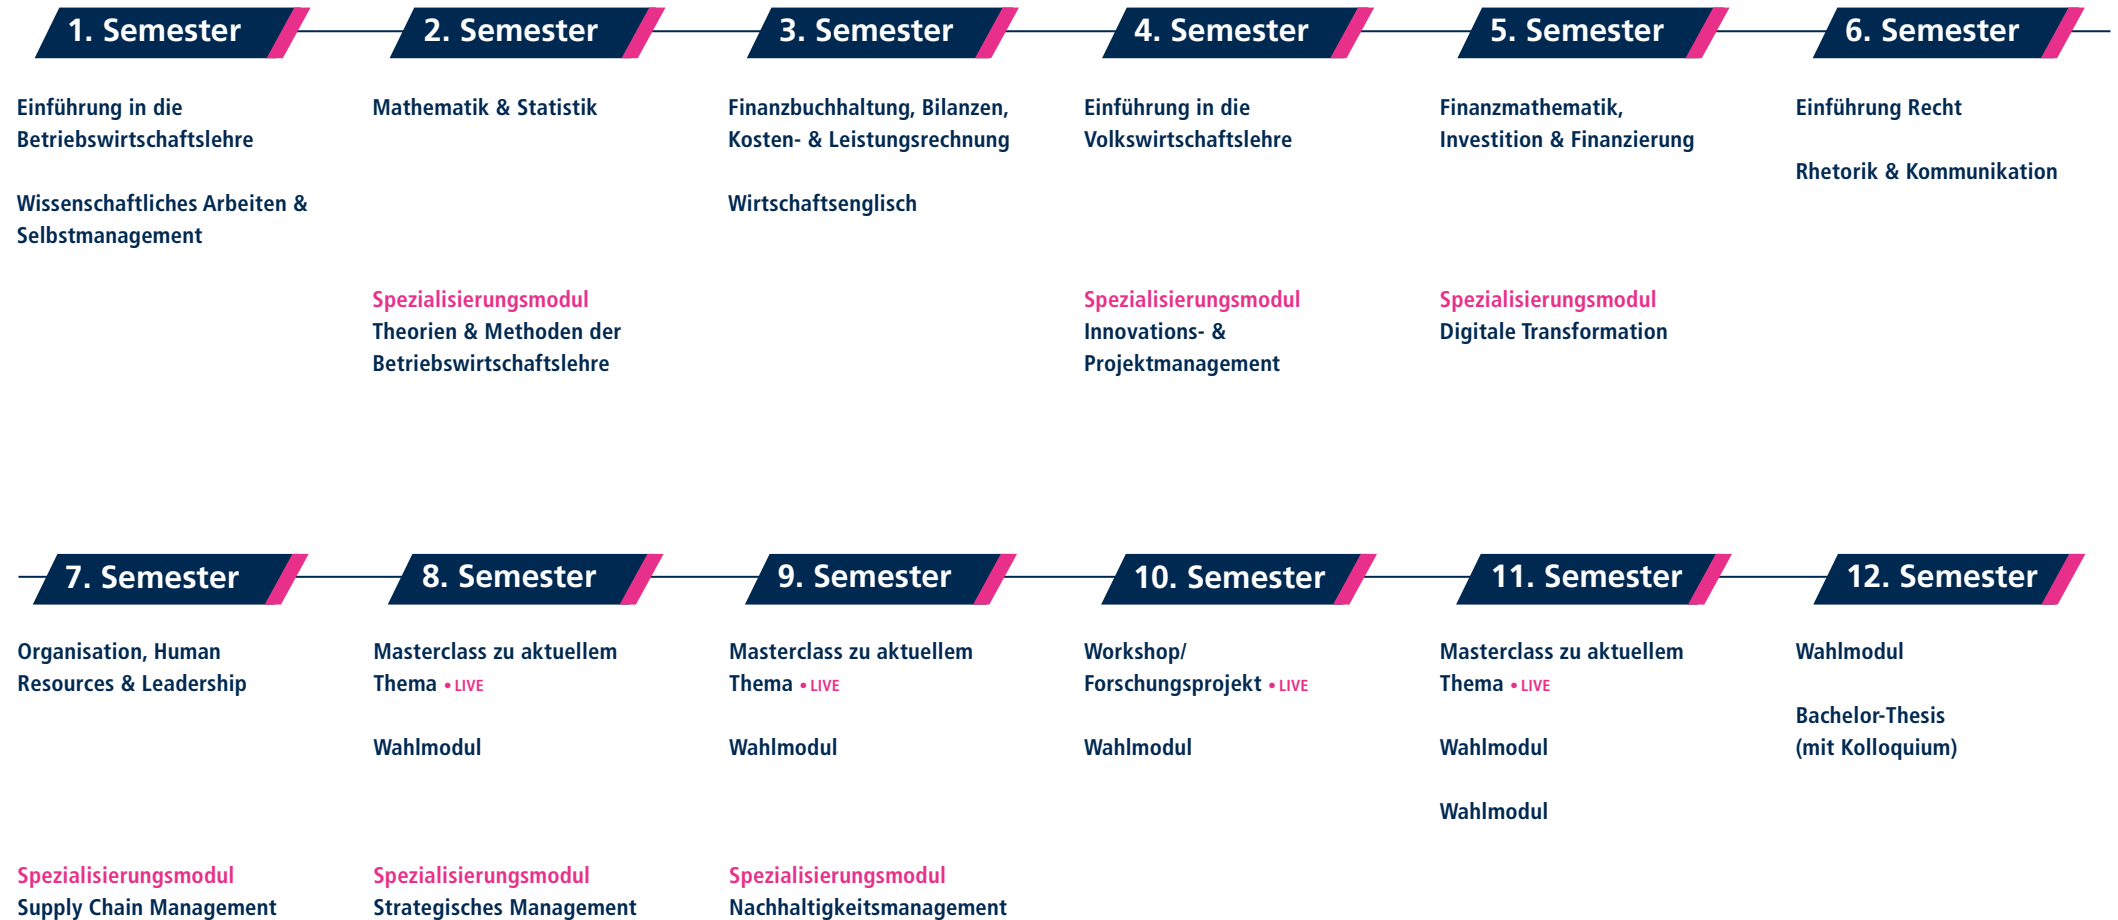 1. Semester
Einführung in die
Betriebswirtschaftslehre
Wissenschaftliches Arbeiten &
Selbstmanagement
2. Semester
Mathematik & Statistik
Spezialisierungsmodul
Theorien & Methoden der
Betriebswirtschaftslehre
3. Semester
Finanzbuchhaltung, Bilanzen,
Kosten- & Leistungsrechnung
Wirtschaftsenglisch
4. Semester
Einführung in die
Volkswirtschaftslehre
Spezialisierungsmodul
Innovations- &
Projektmanagement
5. Semester
Finanzmathematik,
Investition & Finanzierung
Spezialisierungsmodul
Digitale Transformation
6. Semester
Einführung Recht
Rhetorik & Kommunikation
7. Semester
Organisation, Human
Resources & Leadership
Spezialisierungsmodul
Supply Chain Management
8. Semester
Masterclass zu aktuellem
Thema • LIVE
Wahlmodul
Spezialisierungsmodul
Strategisches Management
9. Semester
Masterclass zu aktuellem
Thema • LIVE
Wahlmodul
Spezialisierungsmodul
Nachhaltigkeitsmanagement
10. Semester
Workshop/
Forschungsprojekt • LIVE
Wahlmodul
11. Semester
Masterclass zu aktuellem
Thema • LIVE
Wahlmodul
Wahlmodul
12. Semester
Wahlmodul
Bachelor-Thesis
(mit Kolloquium)